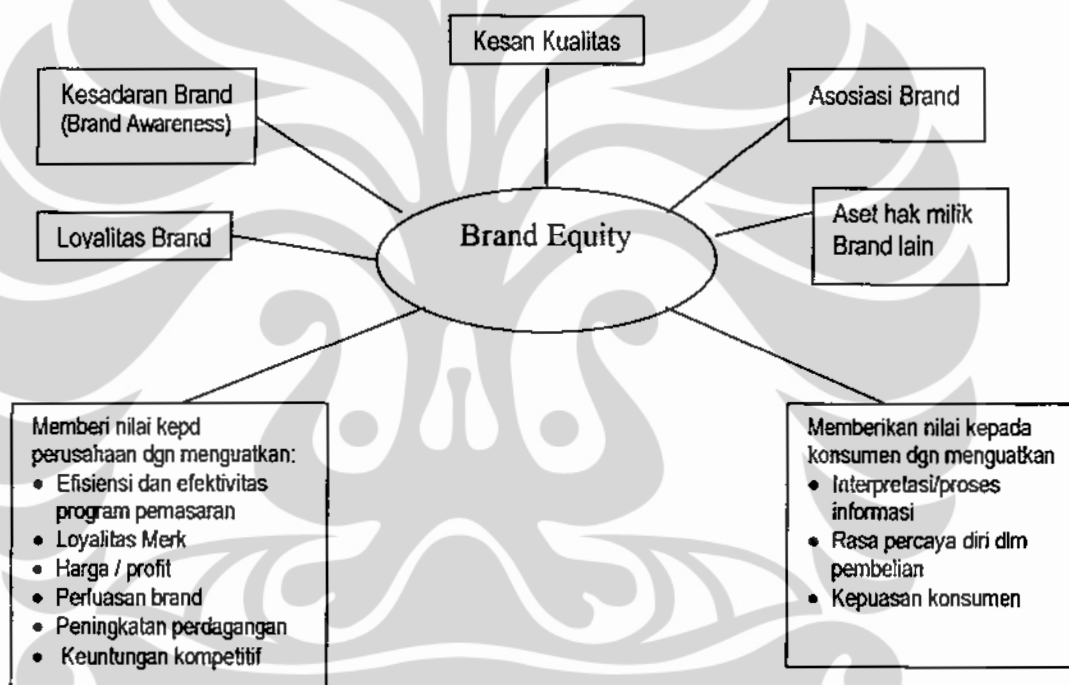 Kesan Kualitas
Kesadaran Brand
(Brand Awareness)
Asosiasi Brand
Loyalitas Brand
Brand Equity
Aset hak milik
Brand lain
Memberi nilai kepd
perusahaan dgn menguatkan:
• Efisiensi dan efektivitas
program pemasaran
• Loyalitas Merk
• Harga / profit
• Perluasan brand
• Peningkatan perdagangan
• Keuntungan kompetitif
Memberikan nilai kepada
konsumen dgn menguatkan
• Interpretasi/proses
informasi
• Rasa percaya diri dlm
pembelian
• Kepuasan konsumen